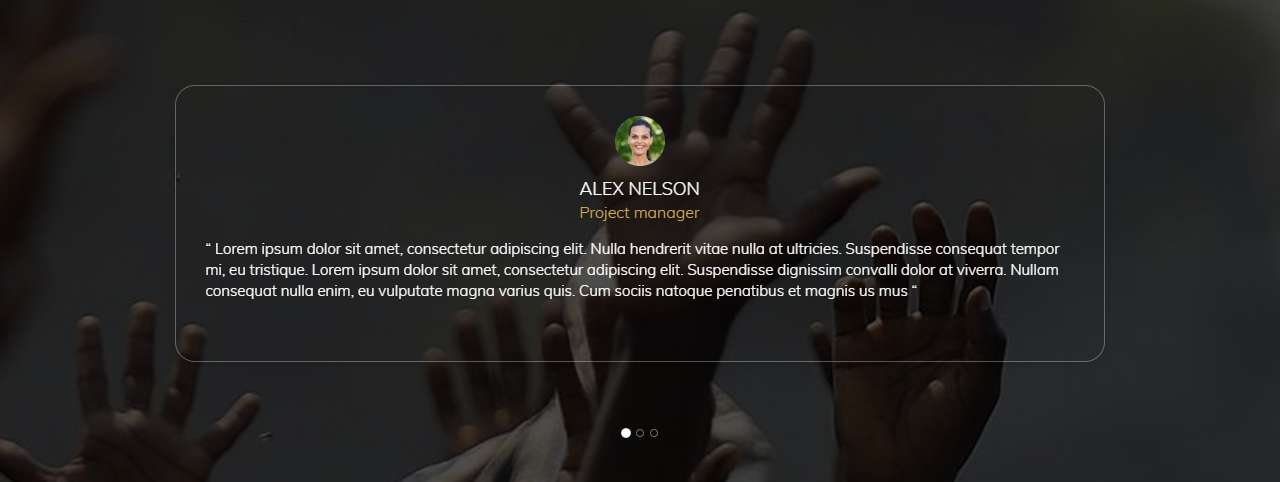 ALEX NELSON
Project manager
“ Lorem ipsum dolor sit amet, consectetur adipiscing elit. Nulla hendrerit vitae nulla at ultricies. Suspendisse consequat tempor
mi, eu tristique. Lorem ipsum dolor sit amet, consectetur adipiscing elit. Suspendisse dignissim convalli dolor at viverra. Nullam
consequat nulla enim, eu vulputate magna varius quis. Cum sociis natoque penatibus et magnis us mus “